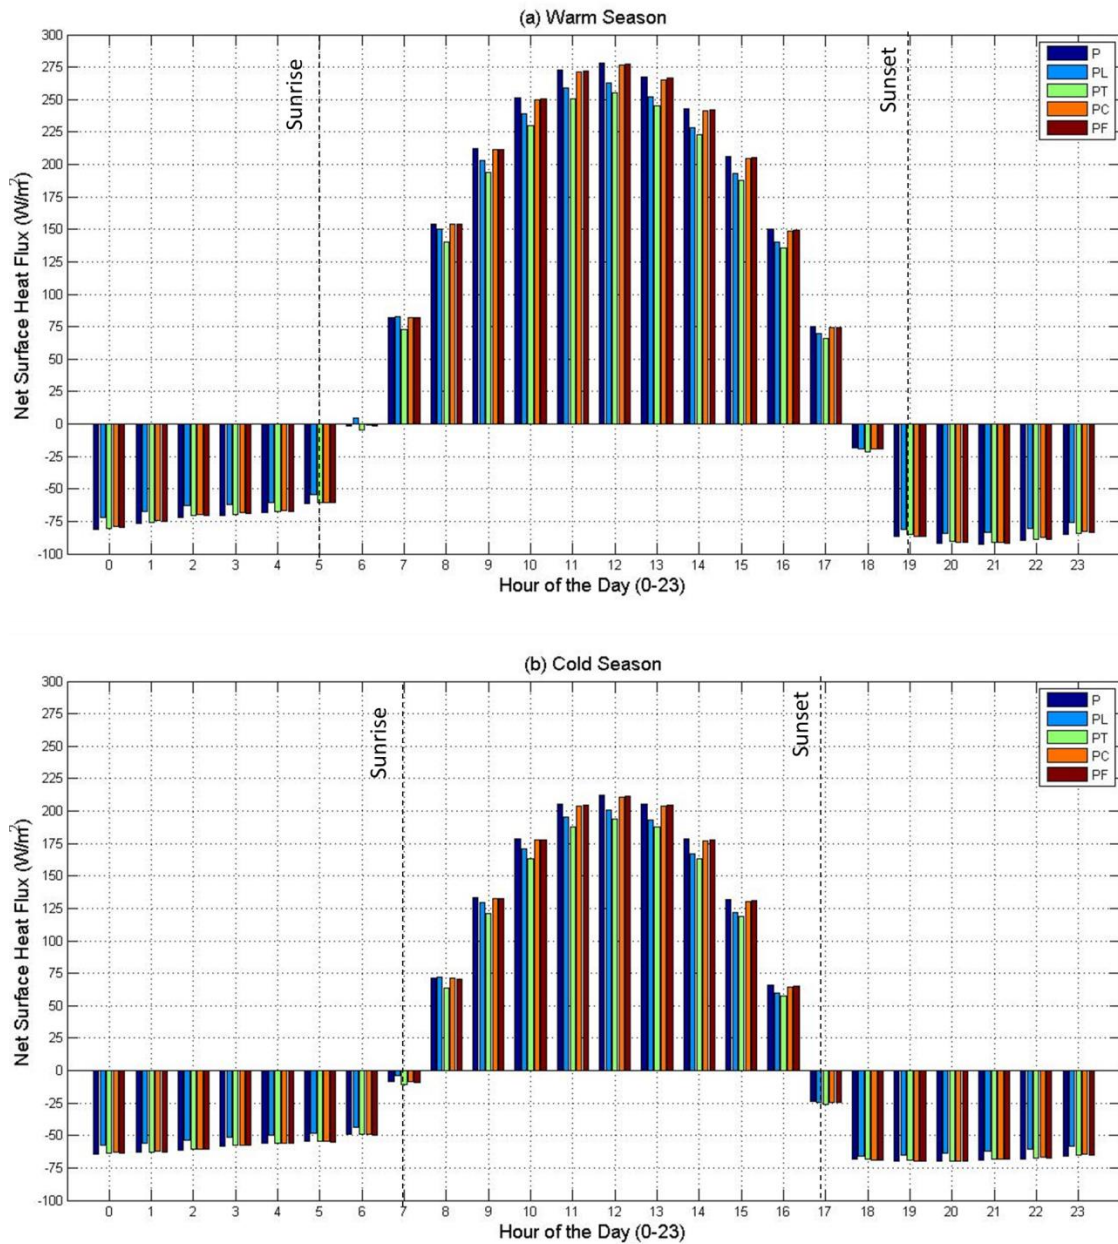 (a) Warm Season
300
275
250
225
200
175
150
125
100
75
50
25
0
-25
-50
-75
-100
Net Surface Heat Flux (W/m²)
Sunrise
Sunset
P
PL
PT
PC
PF
0 1 2 3 4 5 6 7 8 9 10 11 12 13 14 15 16 17 18 19 20 21 22 23
Hour of the Day (0-23)
(b) Cold Season
300
275
250
225
200
175
150
125
100
75
50
25
0
-25
-50
-75
-100
Net Surface Heat Flux (W/m²)
Sunrise
Sunset
P
PL
PT
PC
PF
0 1 2 3 4 5 6 7 8 9 10 11 12 13 14 15 16 17 18 19 20 21 22 23
Hour of the Day (0-23)